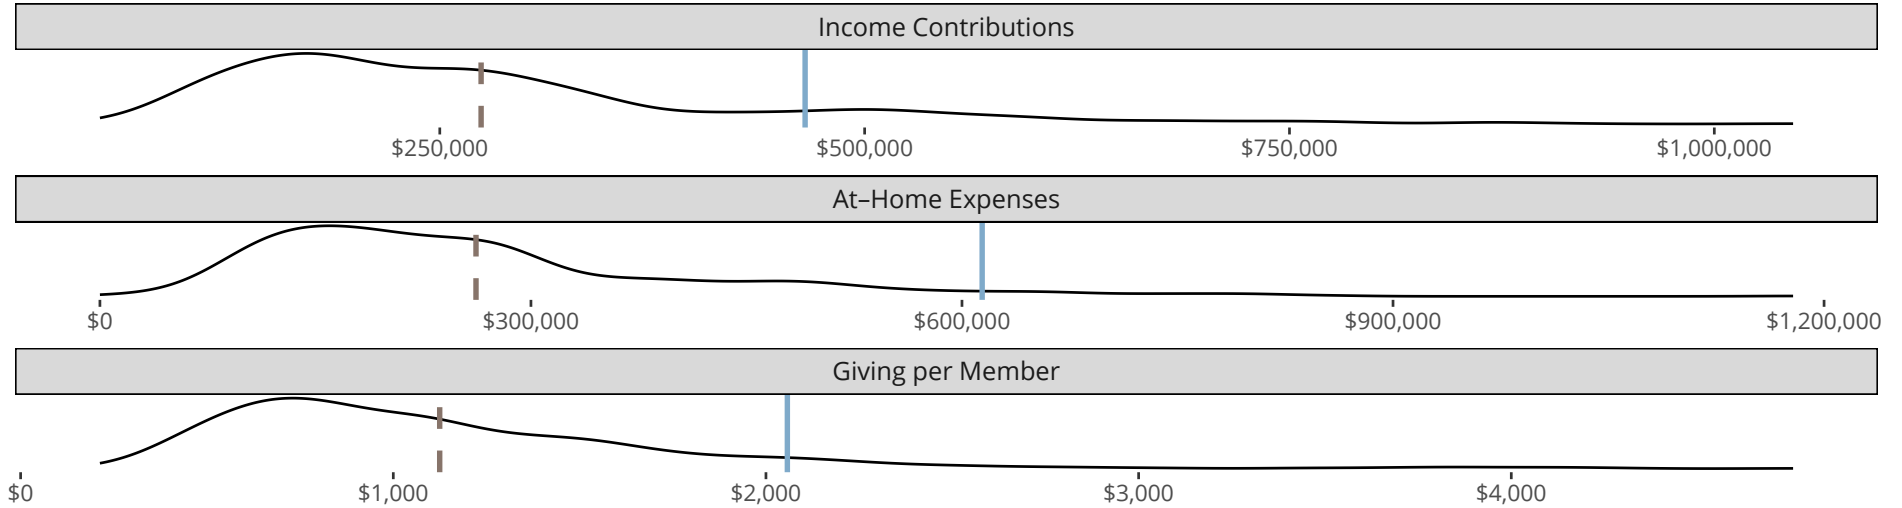 Income Contributions
$250,000 $500,000 $750,000 $1,000,000
At–Home Expenses
$0 $300,000 $600,000 $900,000 $1,200,000
Giving per Member
$0 $1,000 $2,000 $3,000 $4,000